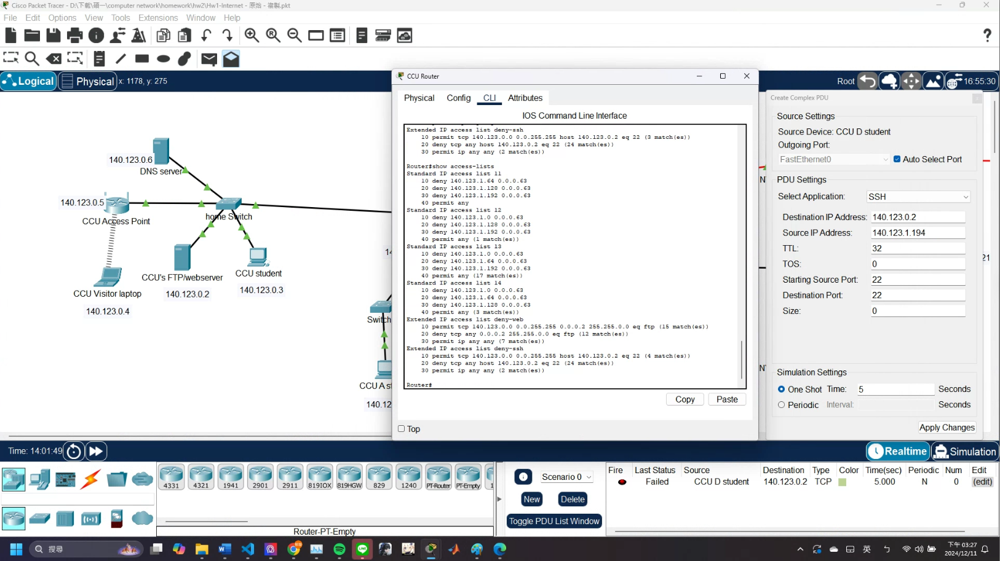 Cisco Packet Tracer - D:\下載\碩一\computer network\homework\hw2\Hw1-Internet - 原始 - 複製.pkt
File Edit Options View Tools Extensions Window Help
Logical Physical x: 1178, y: 275
Root 16:55:30
140.123.0.6
DNS server
140.123.0.5
CCU Access Point
home Switch
CCU's FTP/webserver
CCU student
CCU Visitor laptop
140.123.0.2
140.123.0.3
140.123.0.4
Switch
CCU A s
140.12
CCU Router
Physical Config CLI Attributes
IOS Command Line Interface
Extended IP access list deny-ssh
10 permit tcp 140.123.0.0 0.0.255.255 host 140.123.0.2 eq 22 (3 match(es))
20 deny tcp any host 140.123.0.2 eq 22 (24 match(es))
30 permit ip any any (2 match(es))
Router#show access-lists
Standard IP access list 11
10 deny 140.123.1.64 0.0.0.63
20 deny 140.123.1.128 0.0.0.63
30 deny 140.123.1.192 0.0.0.63
40 permit any
Standard IP access list 12
10 deny 140.123.1.0 0.0.0.63
20 deny 140.123.1.128 0.0.0.63
30 deny 140.123.1.192 0.0.0.63
40 permit any (1 match(es))
Standard IP access list 13
10 deny 140.123.1.0 0.0.0.63
20 deny 140.123.1.64 0.0.0.63
30 deny 140.123.1.192 0.0.0.63
40 permit any (17 match(es))
Standard IP access list 14
10 deny 140.123.1.0 0.0.0.63
20 deny 140.123.1.64 0.0.0.63
30 deny 140.123.1.128 0.0.0.63
40 permit any (3 match(es))
Extended IP access list deny-web
10 permit tcp 140.123.0.0 0.0.255.255 0.0.0.2 255.255.0.0 eq ftp (15 match(es))
20 deny tcp any 0.0.0.2 255.255.0.0 eq ftp (12 match(es))
30 permit ip any any (7 match(es))
Extended IP access list deny-ssh
10 permit tcp 140.123.0.0 0.0.255.255 host 140.123.0.2 eq 22 (4 match(es))
20 deny tcp any host 140.123.0.2 eq 22 (24 match(es))
30 permit ip any any (2 match(es))
Router#
Copy Paste
Top
Create Complex PDU
Source Settings
Source Device: CCU D student
Outgoing Port:
FastEthernet0 Auto Select Port
PDU Settings
Select Application: SSH
Destination IP Address: 140.123.0.2
Source IP Address: 140.123.1.194
TTL: 32
TOS: 0
Starting Source Port: 22
Destination Port: 22
Size: 0
Simulation Settings
One Shot Time: 5 Seconds
Periodic Interval: Seconds
Apply Changes
Time: 14:01:49
Realtime Simulation
4331 4321 1941 2901 2911 819IOX 819HGW 829 1240 PT-Router PT-Empty
Router-PT-Empty
Scenario 0
New Delete
Toggle PDU List Window
Fire Last Status Source Destination Type Color Time(sec) Periodic Num Edit
Failed CCU D student 140.123.0.2 TCP 5.000 N 0 (edit)
搜尋
英
下午 03:27
2024/12/11